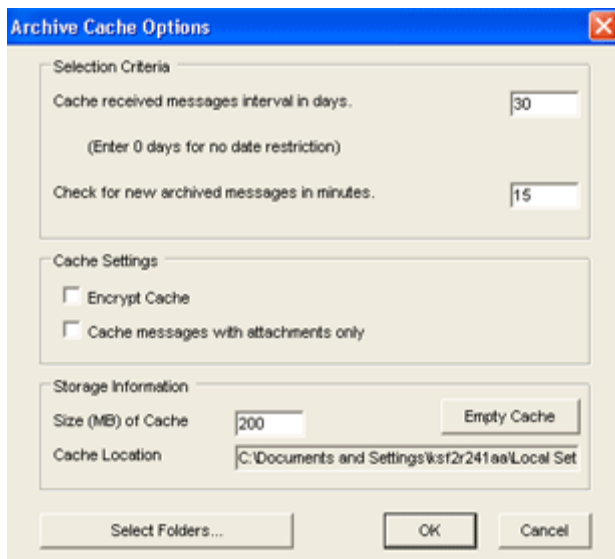 Archive Cache Options
Selection Criteria
Cache received messages interval in days.
30
(Enter 0 days for no date restriction)
Check for new archived messages in minutes.
15
Cache Settings
Encrypt Cache
Cache messages with attachments only
Storage Information
Size (MB) of Cache
200
Empty Cache
Cache Location
C:\Documents and Settings\ksf2r241aa\Local Set
Select Folders...
OK
Cancel